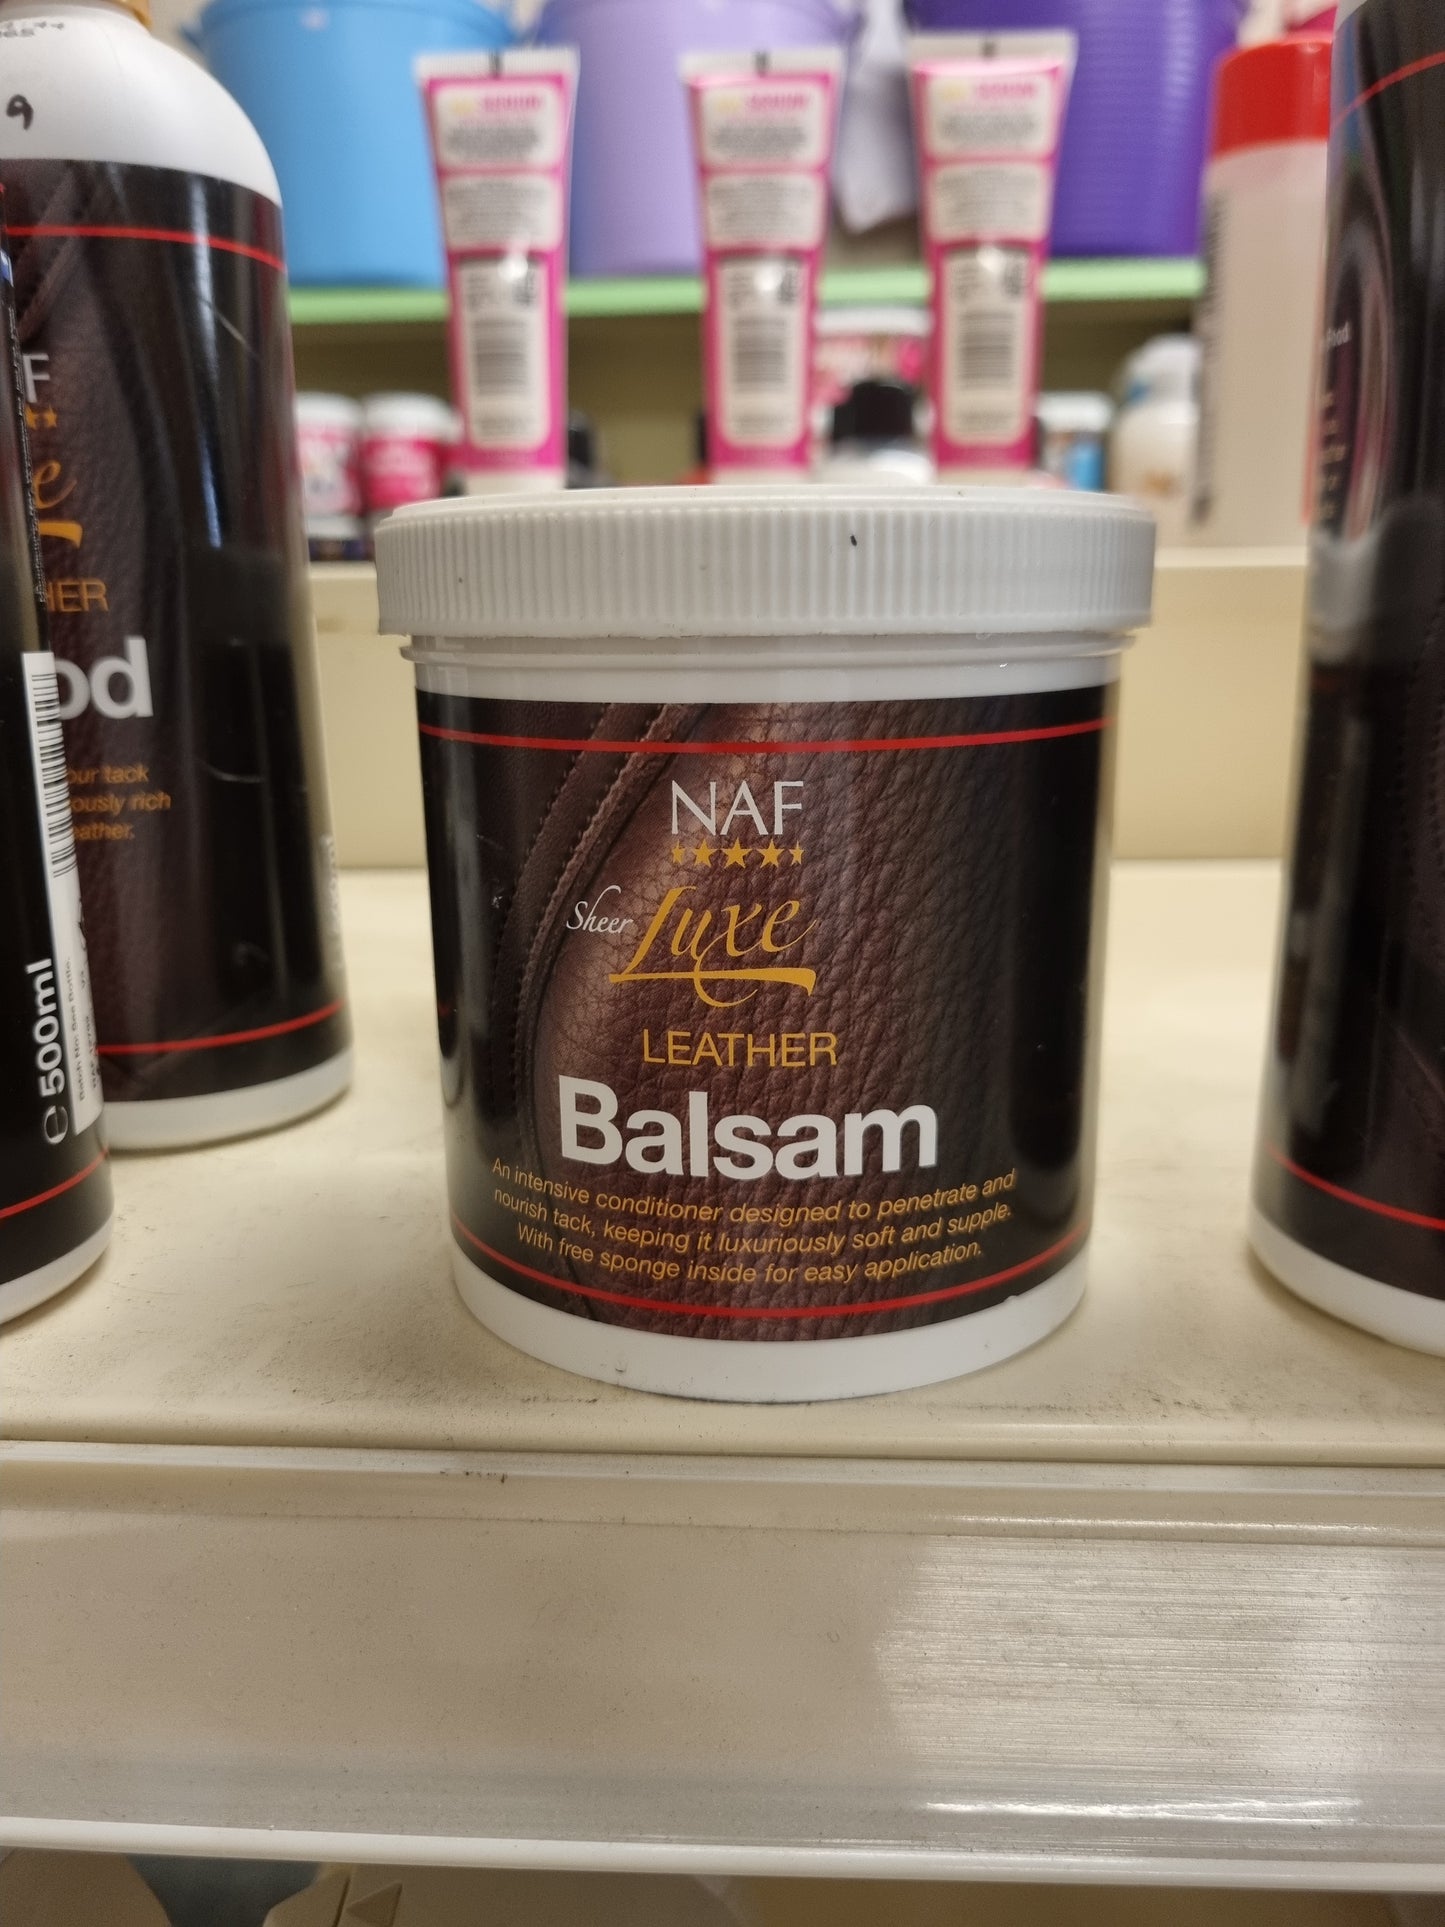 NAF
Sheer Luxe
LEATHER
Balsam
An intensive conditioner designed to penetrate and
nourish tack, keeping it luxuriously soft and supple.
With free sponge inside for easy application.
9
F
e
HER
od
our tack
ously rich
eather.
e 500ml